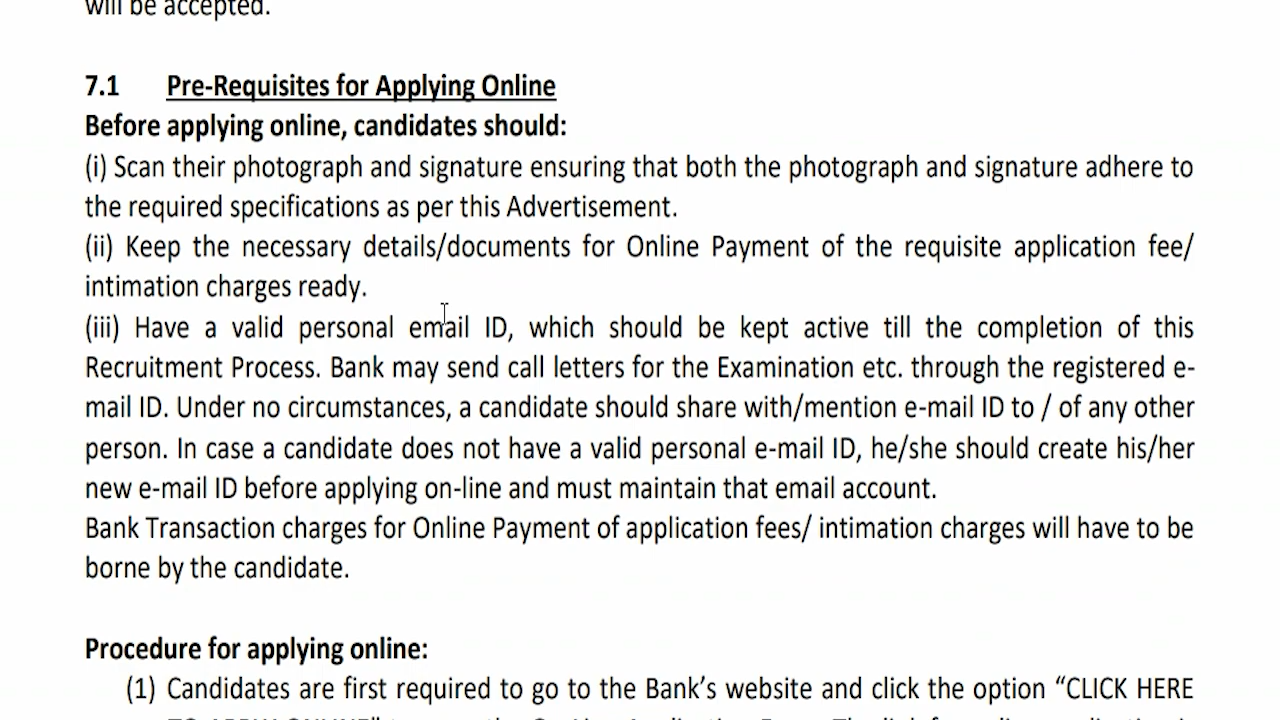 will be accepted.
7.1 Pre-Requisites for Applying Online
Before applying online, candidates should:
(i) Scan their photograph and signature ensuring that both the photograph and signature adhere to
the required specifications as per this Advertisement.
(ii) Keep the necessary details/documents for Online Payment of the requisite application fee/
intimation charges ready.
(iii) Have a valid personal email ID, which should be kept active till the completion of this
Recruitment Process. Bank may send call letters for the Examination etc. through the registered e-
mail ID. Under no circumstances, a candidate should share with/mention e-mail ID to / of any other
person. In case a candidate does not have a valid personal e-mail ID, he/she should create his/her
new e-mail ID before applying on-line and must maintain that email account.
Bank Transaction charges for Online Payment of application fees/ intimation charges will have to be
borne by the candidate.
Procedure for applying online:
(1) Candidates are first required to go to the Bank’s website and click the option “CLICK HERE